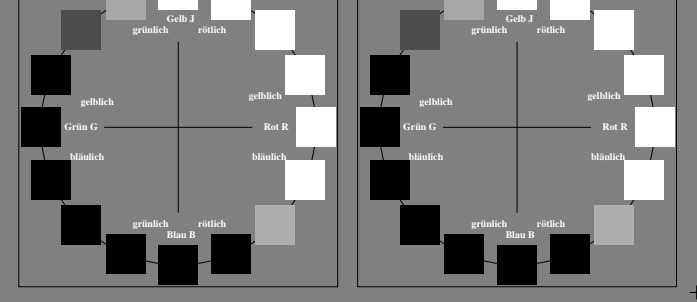 Gelb J
grünlich rötlich
gelblich gelblich
Grün G Rot R
bläulich bläulich
grünlich rötlich
Blau B
Gelb J
grünlich rötlich
gelblich gelblich
Grün G Rot R
bläulich bläulich
grünlich rötlich
Blau B